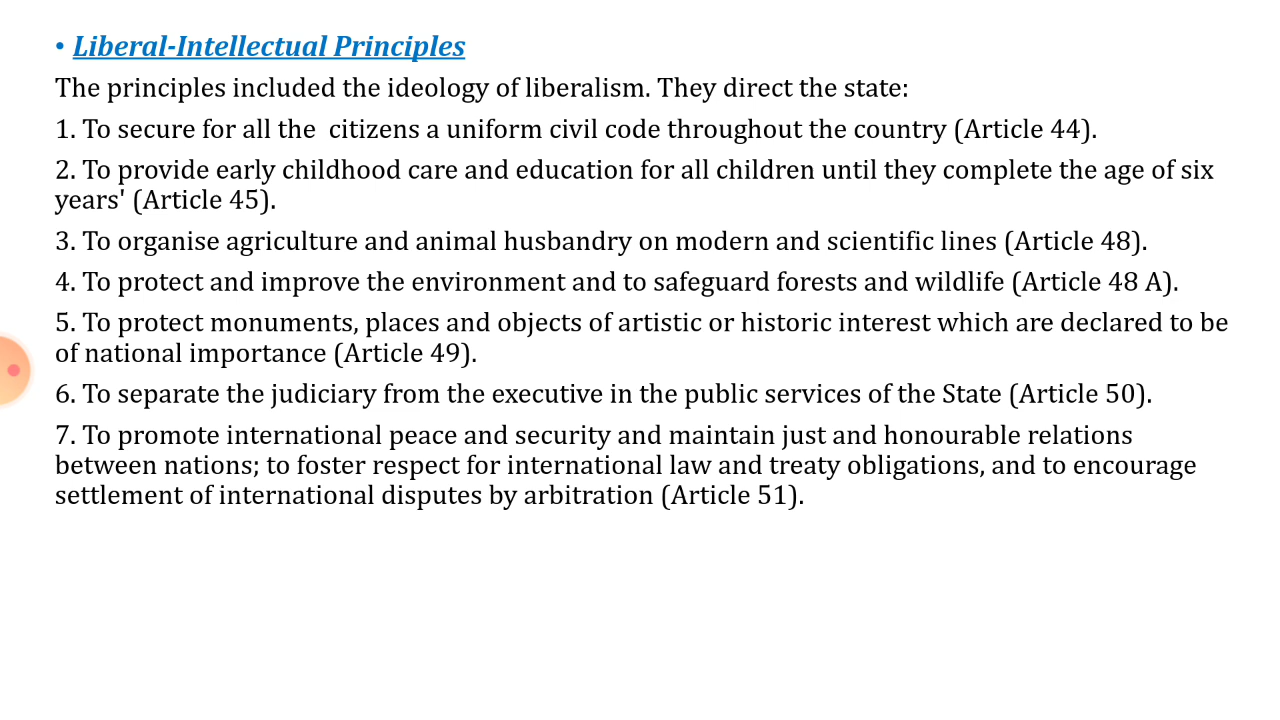 • Liberal-Intellectual Principles
The principles included the ideology of liberalism. They direct the state:
1. To secure for all the  citizens a uniform civil code throughout the country (Article 44).
2. To provide early childhood care and education for all children until they complete the age of six
years' (Article 45).
3. To organise agriculture and animal husbandry on modern and scientific lines (Article 48).
4. To protect and improve the environment and to safeguard forests and wildlife (Article 48 A).
5. To protect monuments, places and objects of artistic or historic interest which are declared to be
of national importance (Article 49).
6. To separate the judiciary from the executive in the public services of the State (Article 50).
7. To promote international peace and security and maintain just and honourable relations
between nations; to foster respect for international law and treaty obligations, and to encourage
settlement of international disputes by arbitration (Article 51).